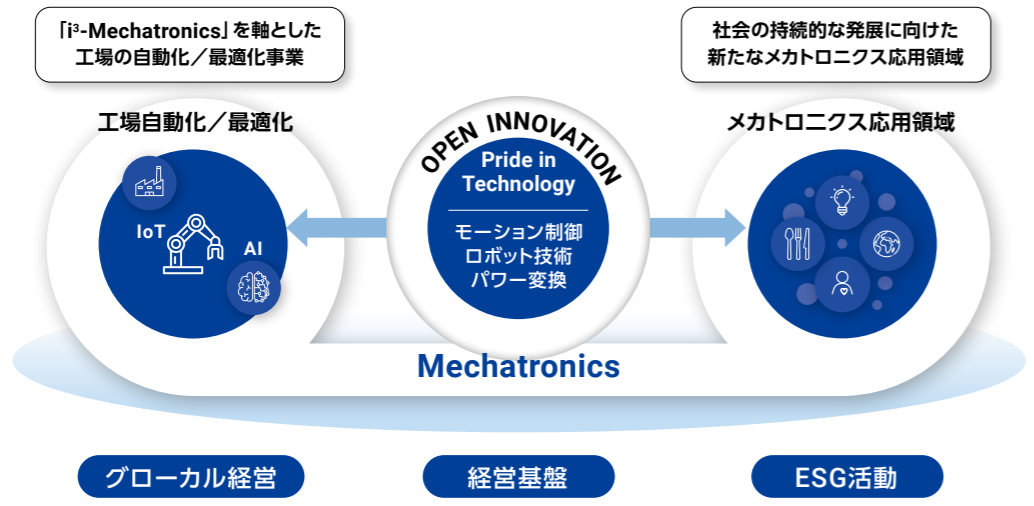 「i³-Mechatronics」を軸とした
工場の自動化／最適化事業
社会の持続的な発展に向けた
新たなメカトロニクス応用領域
工場自動化／最適化
IoT
AI
OPEN INNOVATION
Pride in
Technology
モーション制御
ロボット技術
パワー変換
メカトロニクス応用領域
Mechatronics
グローカル経営
経営基盤
ESG活動